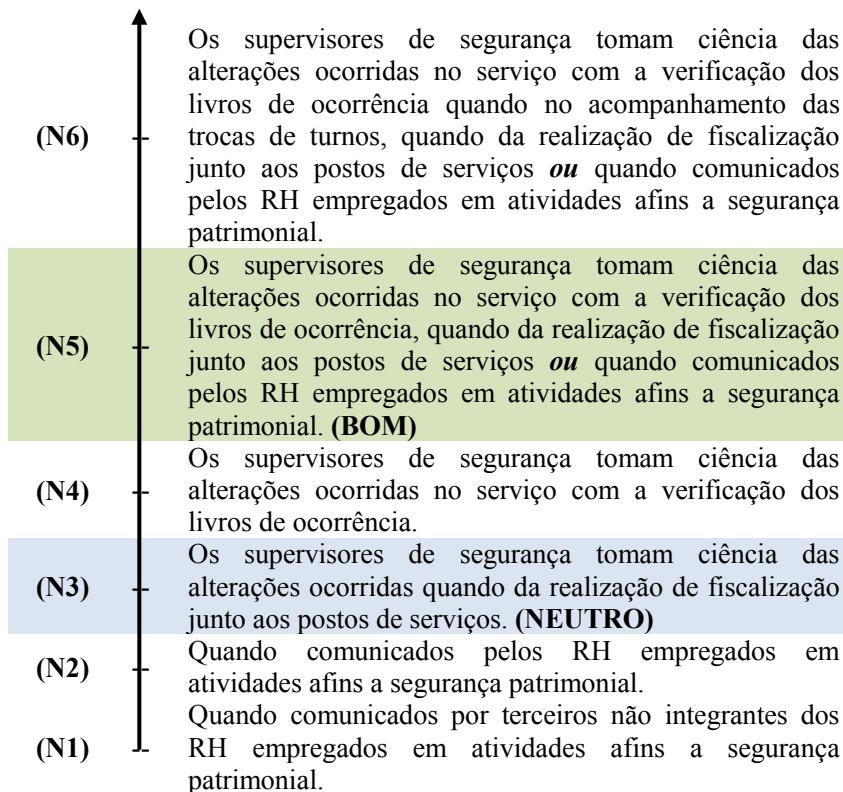 Os supervisores de segurança tomam ciência das
alterações ocorridas no serviço com a verificação dos
livros de ocorrência quando no acompanhamento das
(N6) trocas de turnos, quando da realização de fiscalização
junto aos postos de serviços ou quando comunicados
pelos RH empregados em atividades afins a segurança
patrimonial.
Os supervisores de segurança tomam ciência das
alterações ocorridas no serviço com a verificação dos
livros de ocorrência, quando da realização de fiscalização
(N5) junto aos postos de serviços ou quando comunicados
pelos RH empregados em atividades afins a segurança
patrimonial. (BOM)
Os supervisores de segurança tomam ciência das
(N4) alterações ocorridas no serviço com a verificação dos
livros de ocorrência.
Os supervisores de segurança tomam ciência das
(N3) alterações ocorridas quando da realização de fiscalização
junto aos postos de serviços. (NEUTRO)
(N2) Quando comunicados pelos RH empregados em
atividades afins a segurança patrimonial.
Quando comunicados por terceiros não integrantes dos
(N1) RH empregados em atividades afins a segurança
patrimonial.